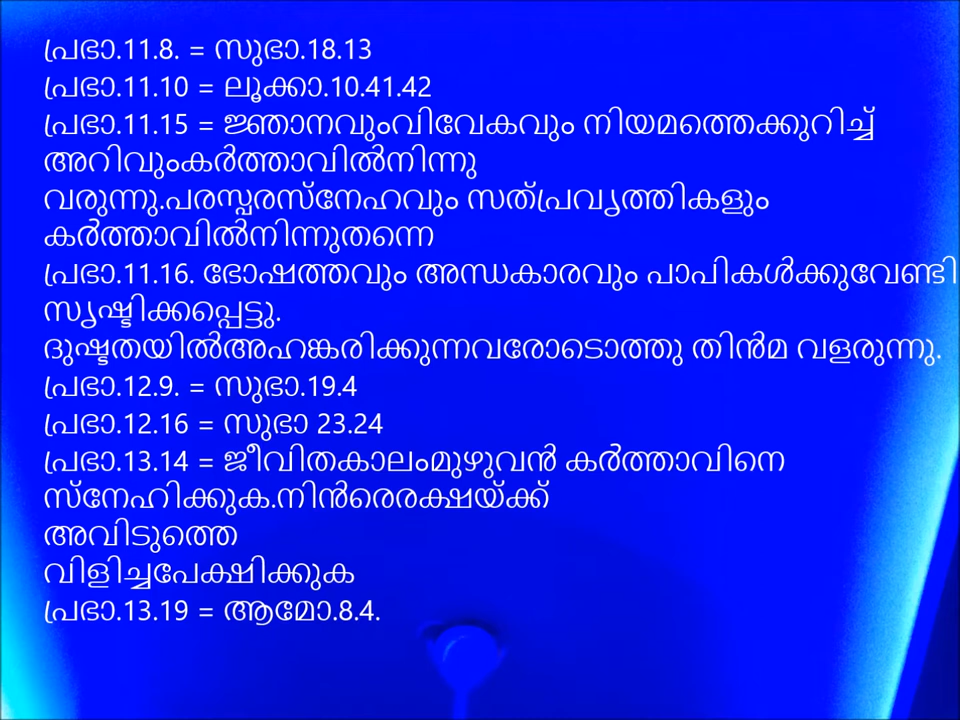 പ്രഭാ.11.8. = സുഭാ.18.13
പ്രഭാ.11.10 = ലൂക്കാ.10.41.42
പ്രഭാ.11.15 = ജ്ഞാനവുംവിവേകവും നിയമത്തെക്കുറിച്ച്
അറിവുംകർത്താവിൽനിന്നു
വരുന്നു.പരസ്പരസ്നേഹവും സത്പ്രവൃത്തികളും
കർത്താവിൽനിന്നുതന്നെ
പ്രഭാ.11.16. ഭോഷത്തവും അന്ധകാരവും പാപികൾക്കുവേണ്ടി
സൃഷ്ടിക്കപ്പെട്ടു.
ദുഷ്ടതയിൽഅഹങ്കരിക്കുന്നവരോടൊത്തു തിൻമ വളരുന്നു.
പ്രഭാ.12.9. = സുഭാ.19.4
പ്രഭാ.12.16 = സുഭാ 23.24
പ്രഭാ.13.14 = ജീവിതകാലംമുഴുവൻ കർത്താവിനെ
സ്നേഹിക്കുക.നിൻരെരക്ഷയ്ക്ക്
അവിടുത്തെ
വിളിച്ചപേക്ഷിക്കുക
പ്രഭാ.13.19 = ആമോ.8.4.